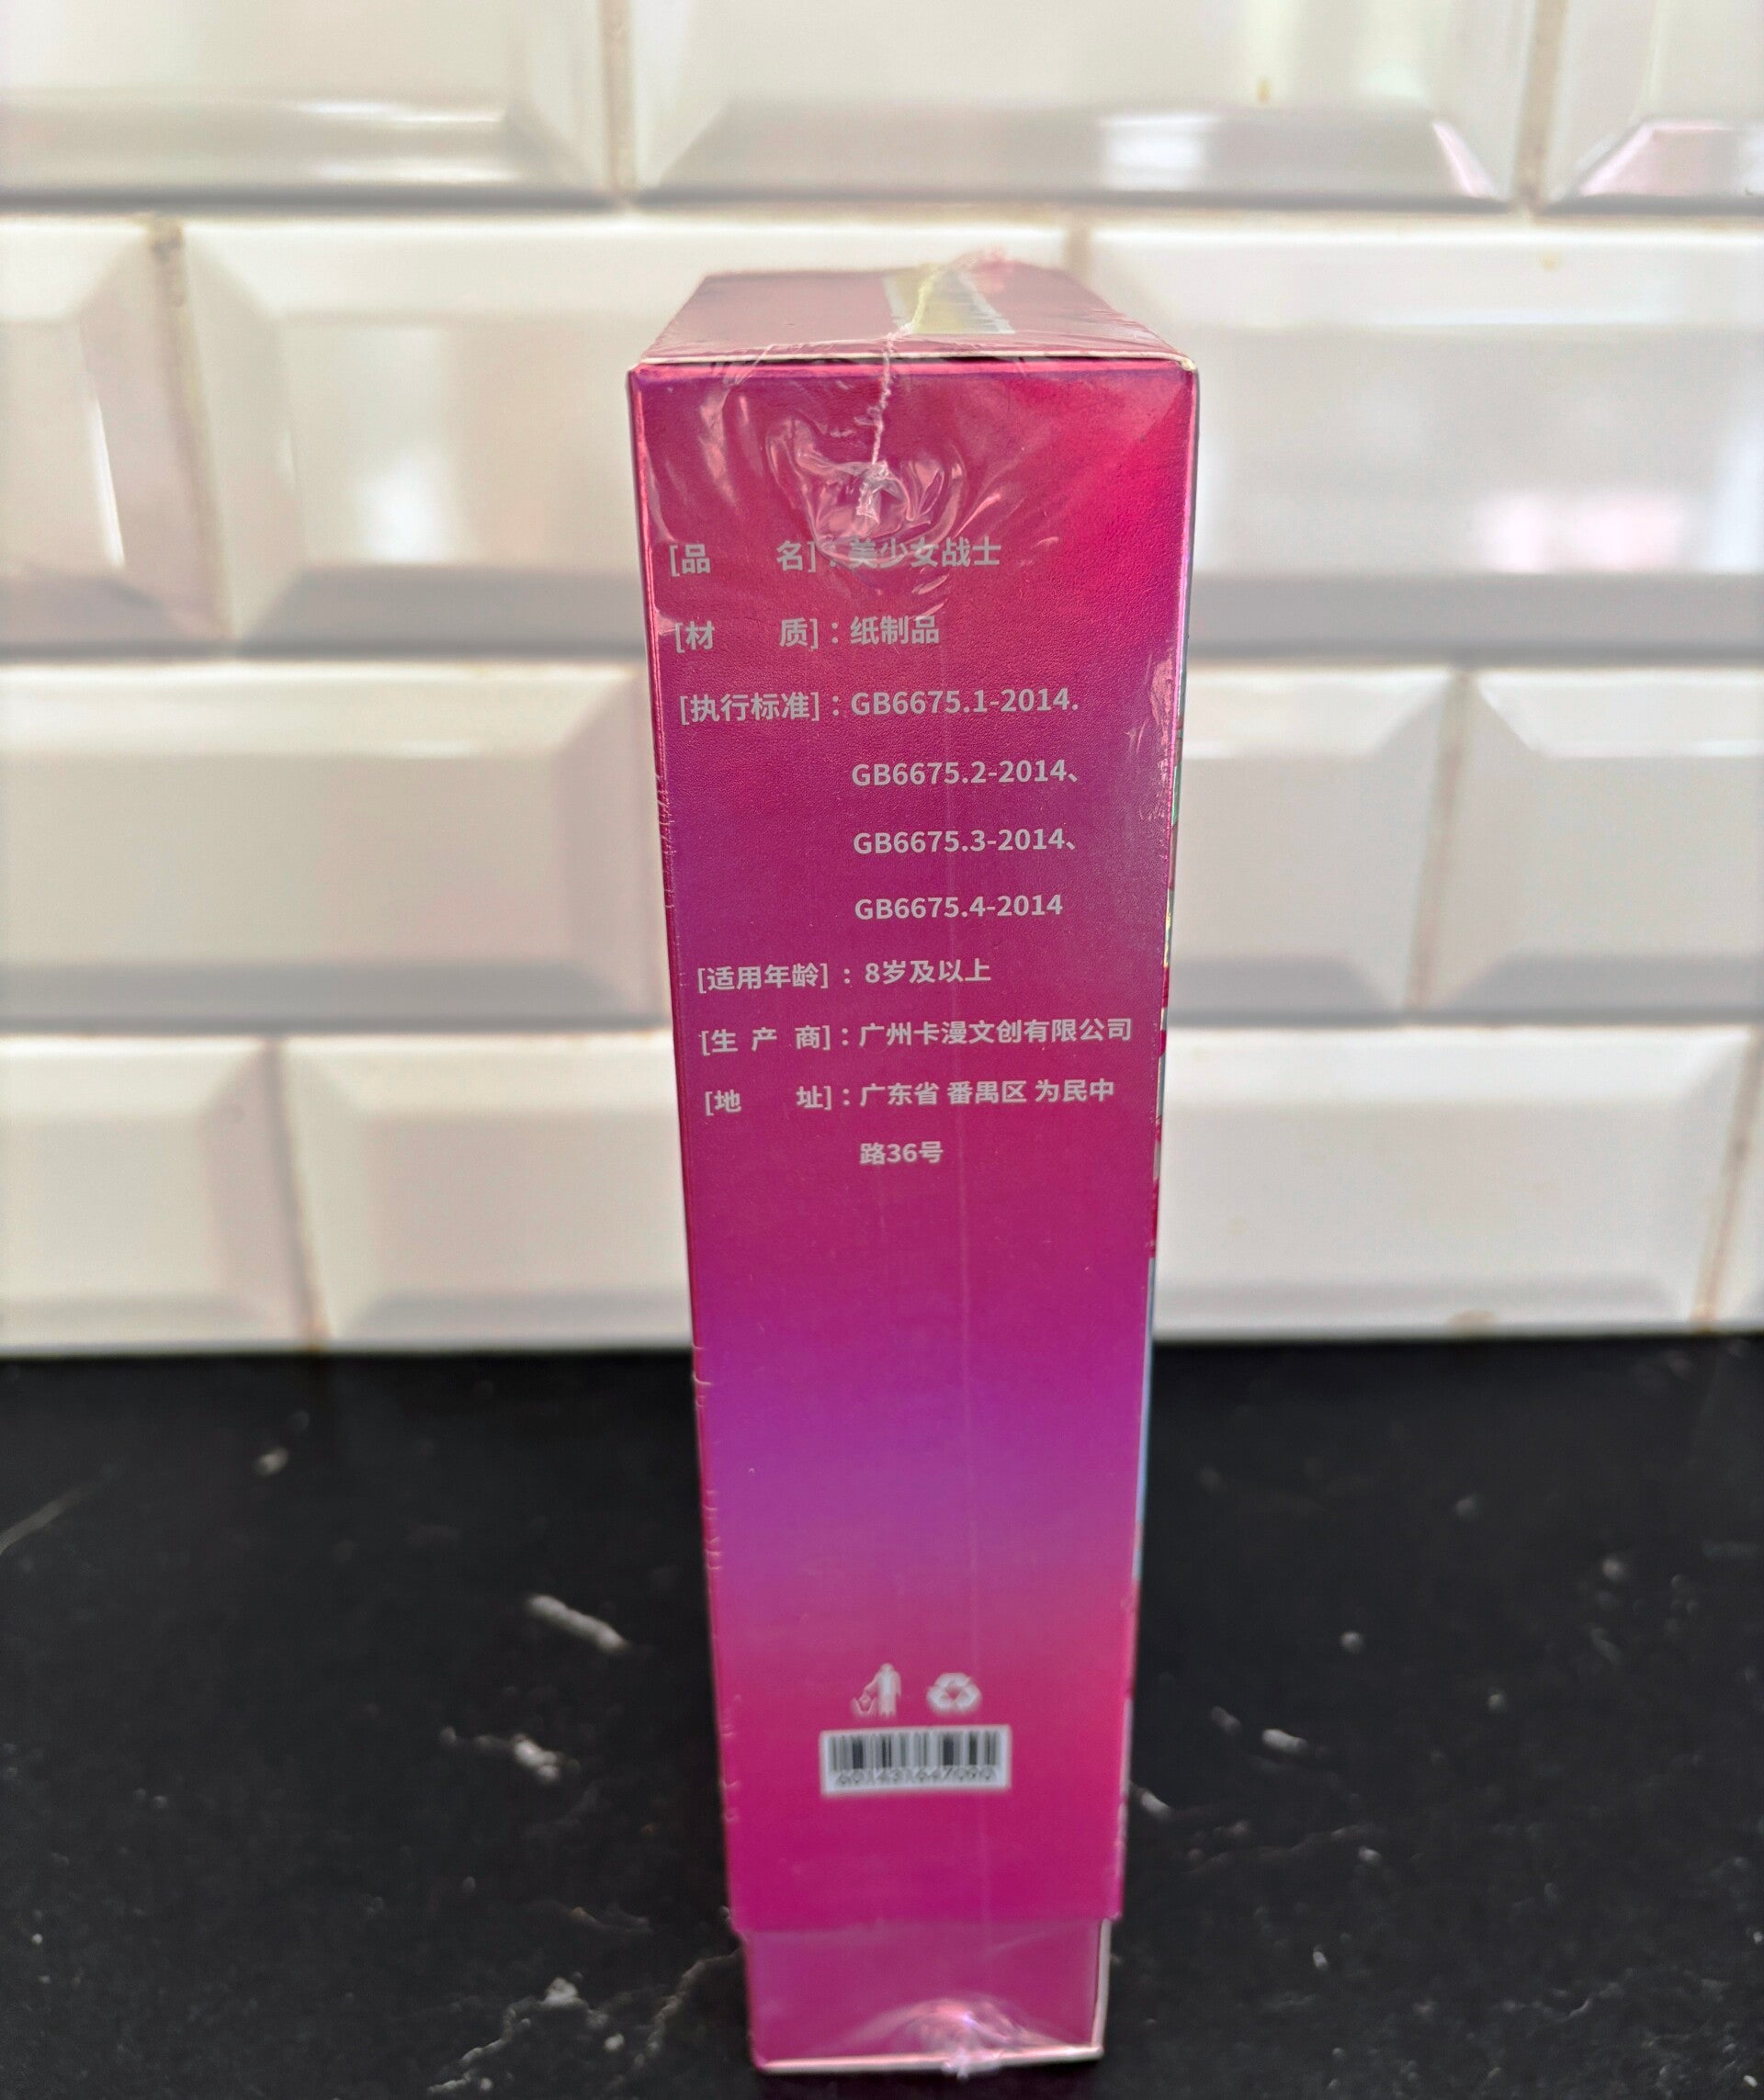 [品 名]：美少女战士
[材 质]：纸制品
[执行标准]：GB6675.1-2014.
GB6675.2-2014、
GB6675.3-2014、
GB6675.4-2014
[适用年龄]：8岁及以上
[生 产 商]：广州卡漫文创有限公司
[地 址]：广东省 番禺区 为民中
路36号